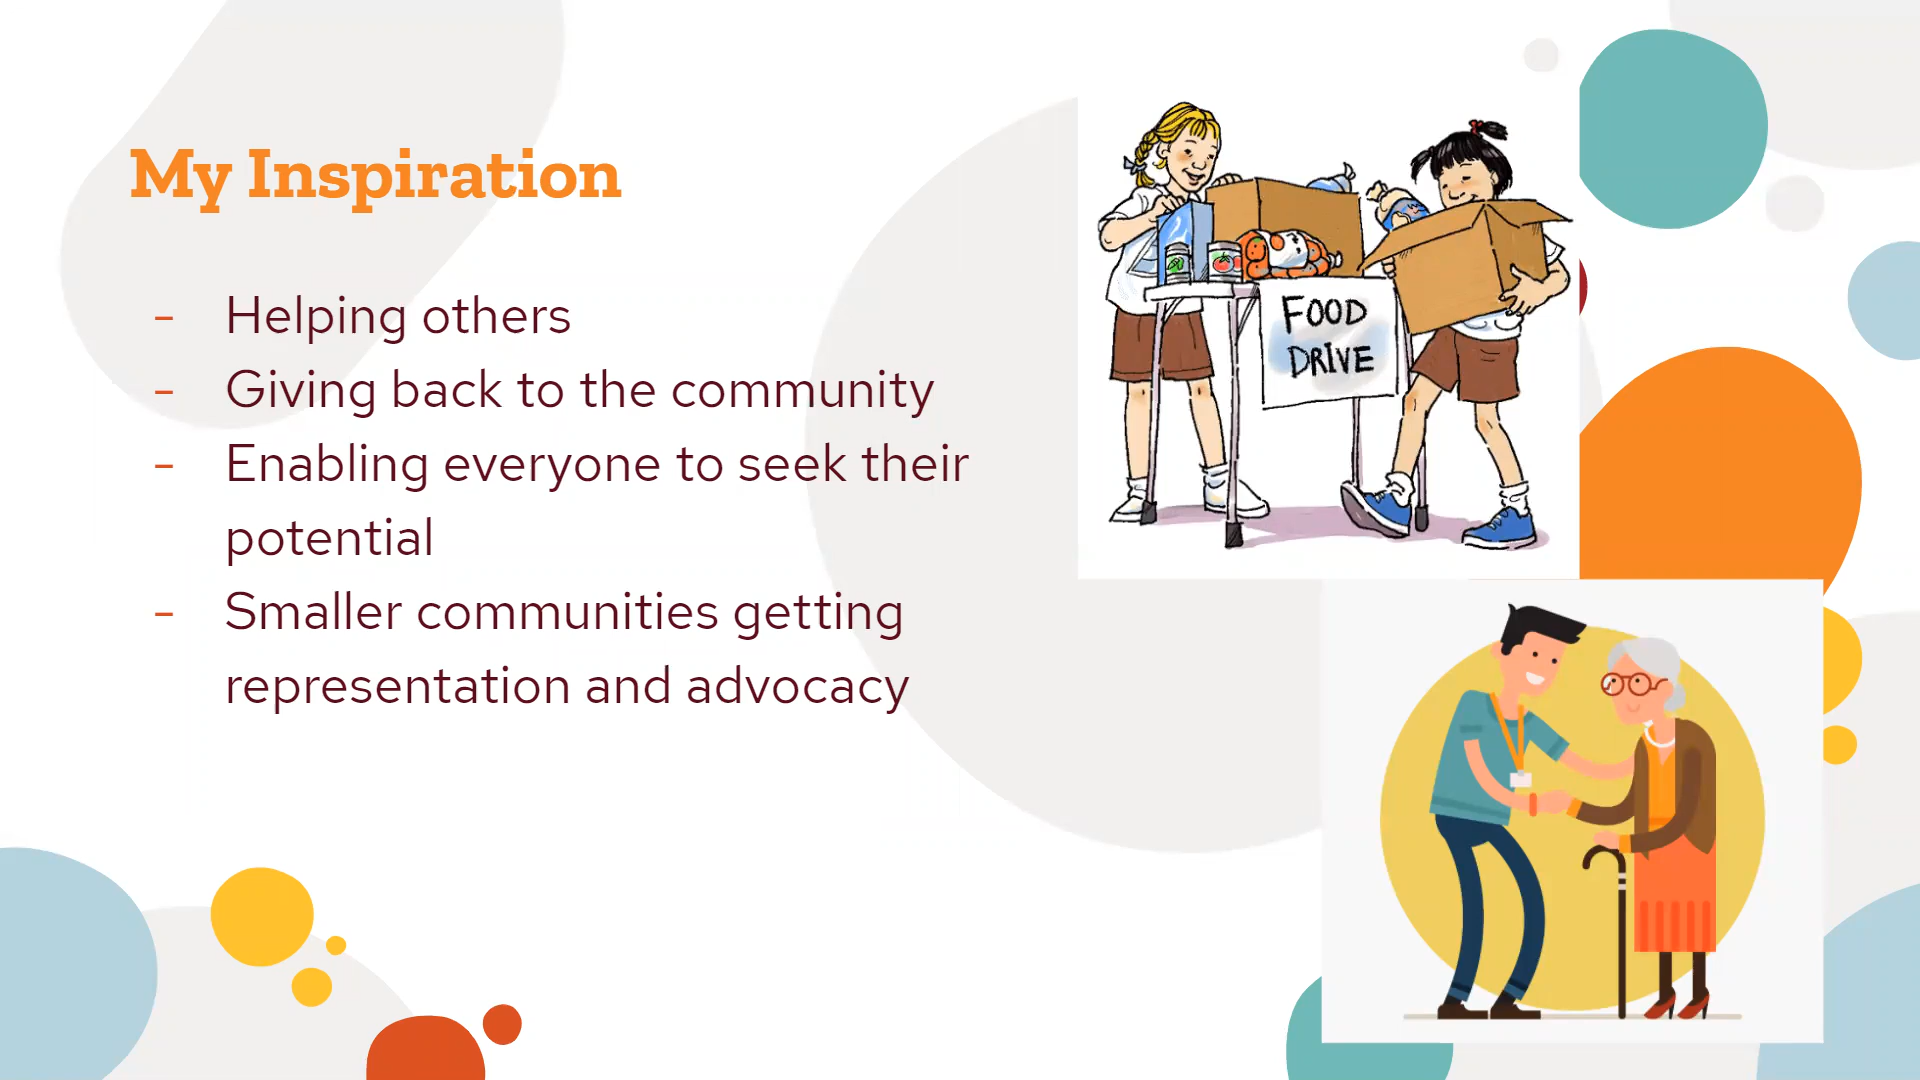 My Inspiration
- Helping others
- Giving back to the community
- Enabling everyone to seek their
potential
- Smaller communities getting
representation and advocacy
FOOD
DRIVE